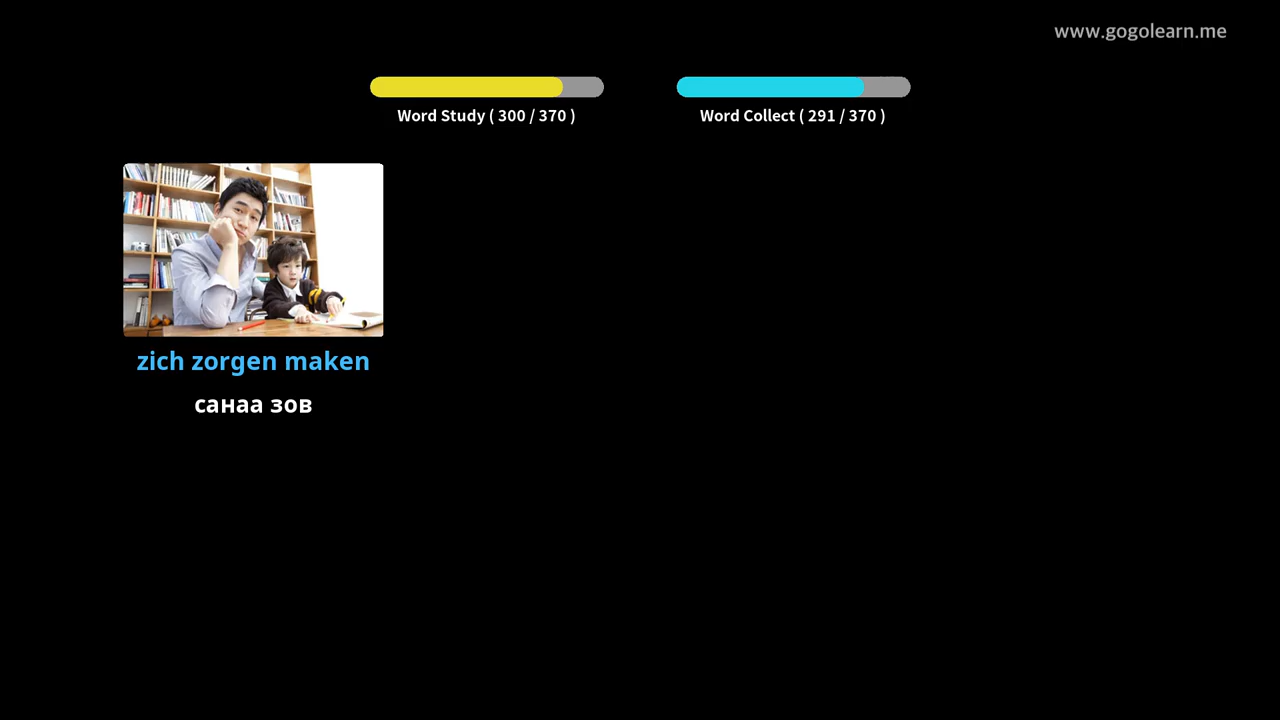 www.gogolearn.me
Word Study ( 300 / 370 )
Word Collect ( 291 / 370 )
zich zorgen maken
санаа зов